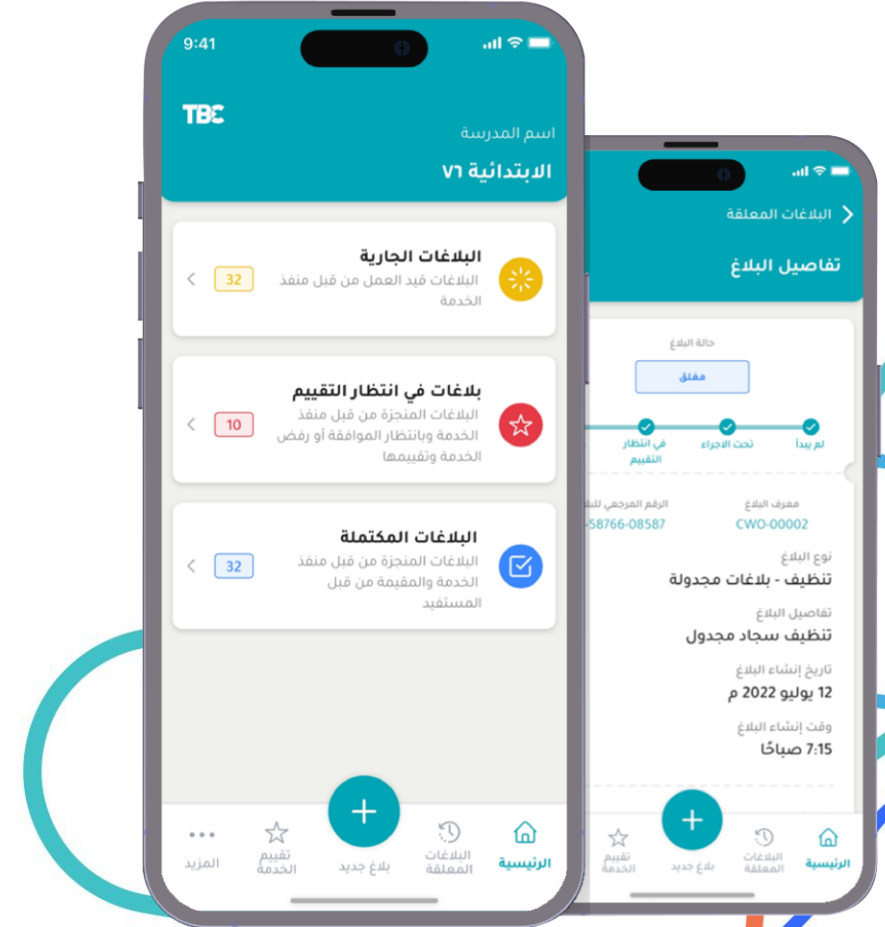 9:41
TBC
اسم المدرسة
الابتدائية ٧٦
البلاغات الجارية
البلاغات قيد العمل من قبل منفذ
الخدمة
32
بلاغات في انتظار التقييم
البلاغات المنجزة من قبل منفذ
الخدمة وبانتظار الموافقة أو رفض
الخدمة وتقييمها
10
البلاغات المكتملة
البلاغات المنجزة من قبل منفذ
الخدمة والمقيمة من قبل
المستفيد
32
الرئيسية
البلاغات
المعلقة
بلاغ جديد
تقييم
الخدمة
المزيد
البلاغات المعلقة
تفاصيل البلاغ
حالة البلاغ
مغلق
لم يبدأ
تحت الاجراء
في انتظار
التقييم
معرف البلاغ
الرقم المرجعي
CWO-00002
58766-08587
نوع البلاغ
تنظيف - بلاغات مجدولة
تفاصيل البلاغ
تنظيف سجاد مجدول
تاريخ إنشاء البلاغ
12 يوليو 2022 م
وقت إنشاء البلاغ
7:15 صباحًا
الرئيسية
البلاغات
المعلقة
بلاغ جديد
تقييم
الخدمة